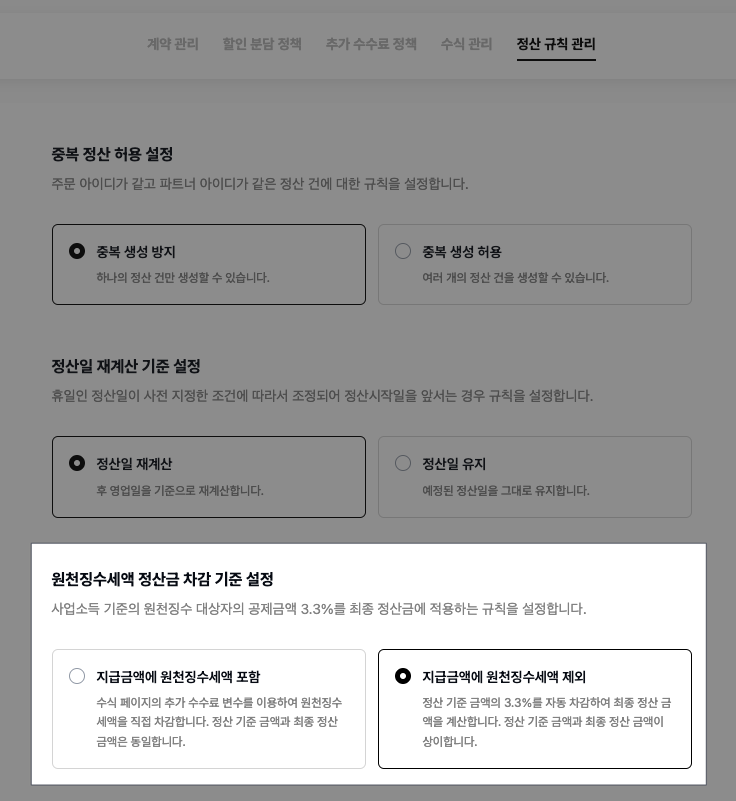 계약 관리 할인 분담 정책 추가 수수료 정책 수식 관리 정산 규칙 관리
중복 정산 허용 설정
주문 아이디가 같고 파트너 아이디가 같은 정산 건에 대한 규칙을 설정합니다.
중복 생성 방지
하나의 정산 건만 생성할 수 있습니다.
중복 생성 허용
여러 개의 정산 건을 생성할 수 있습니다.
정산일 재계산 기준 설정
휴일인 정산일이 사전 지정한 조건에 따라서 조정되어 정산시작일을 앞서는 경우 규칙을 설정합니다.
정산일 재계산
후 영업일을 기준으로 재계산합니다.
정산일 유지
예정된 정산일을 그대로 유지합니다.
원천징수세액 정산금 차감 기준 설정
사업소득 기준의 원천징수 대상자의 공제금액 3.3%를 최종 정산금에 적용하는 규칙을 설정합니다.
지급금액에 원천징수세액 포함
수식 페이지의 추가 수수료 변수를 이용하여 원천징수
세액을 직접 차감합니다. 정산 기준 금액과 최종 정산
금액은 동일합니다.
지급금액에 원천징수세액 제외
정산 기준 금액의 3.3%를 자동 차감하여 최종 정산 금
액을 계산합니다. 정산 기준 금액과 최종 정산 금액이
상이합니다.